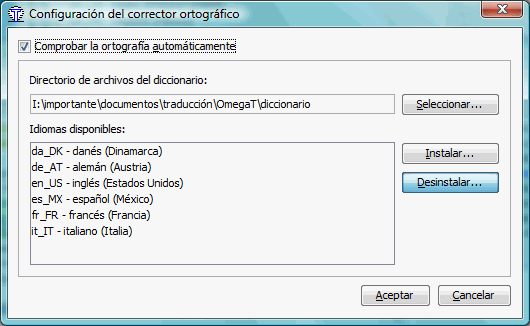 Configuración del corrector ortográfico
Comprobar la ortografía automáticamente
Directorio de archivos del diccionario:
I:\importante\documentos\traducción\OmegaT\diccionario
Seleccionar...
Idiomas disponibles:
da_DK - danés (Dinamarca)
de_AT - alemán (Austria)
en_US - inglés (Estados Unidos)
es_MX - español (México)
fr_FR - francés (Francia)
it_IT - italiano (Italia)
Instalar...
Desinstalar...
Aceptar
Cancelar